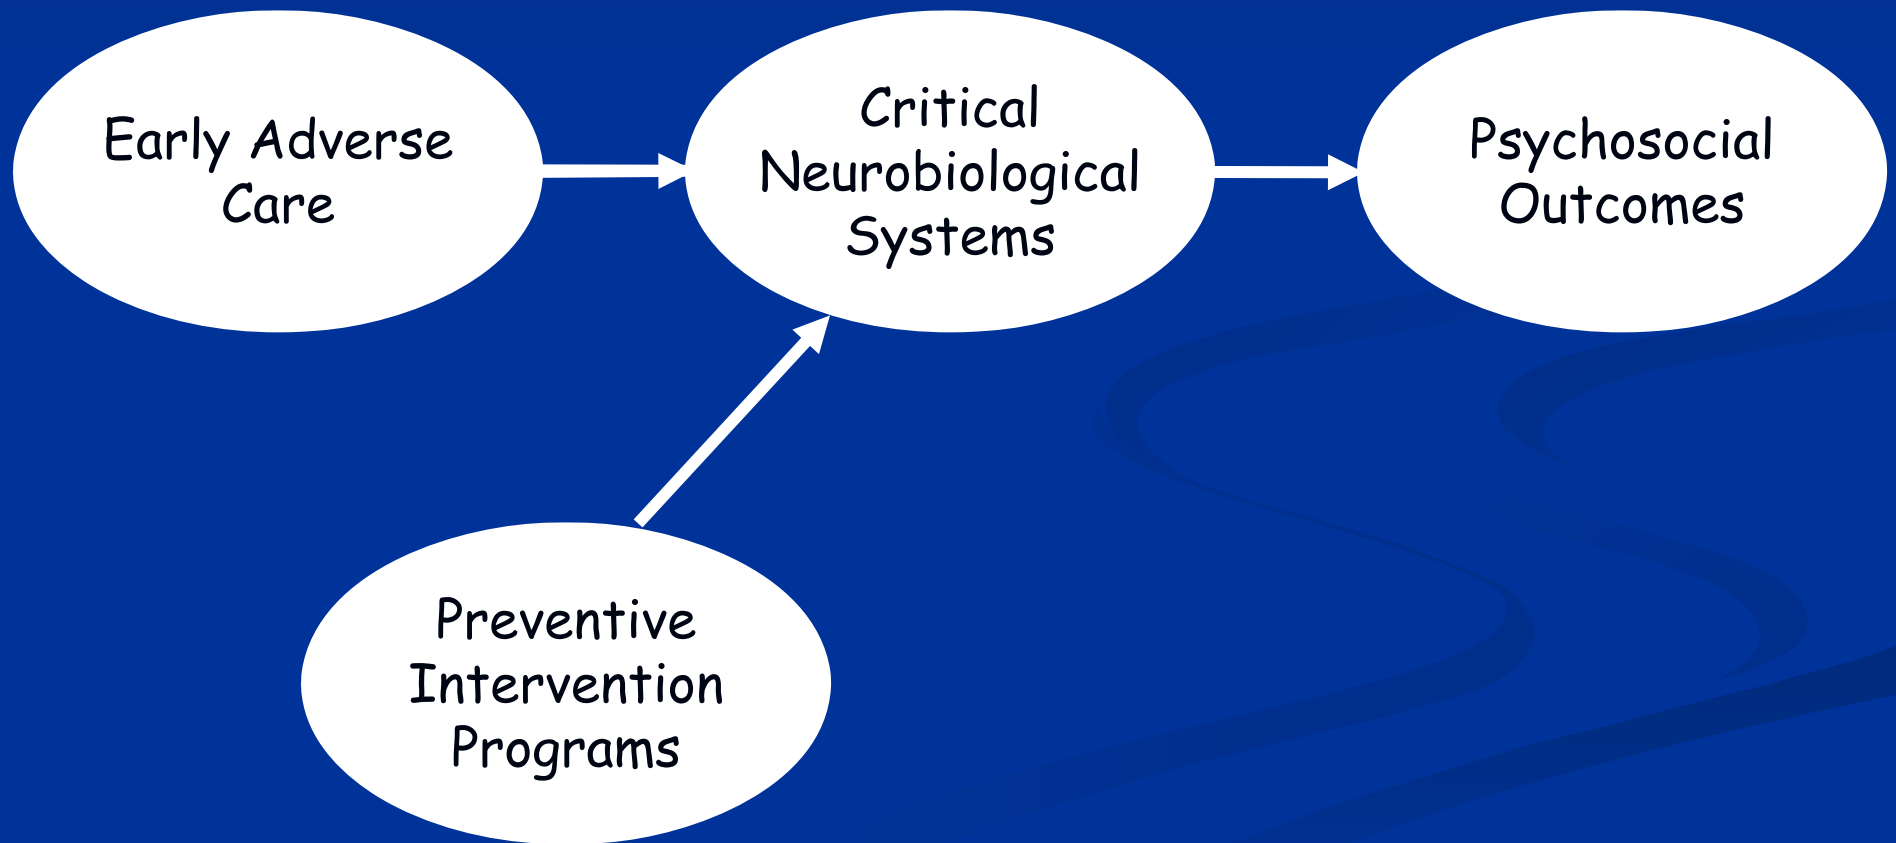 Early Adverse
Care
Critical
Neurobiological
Systems
Psychosocial
Outcomes
Preventive
Intervention
Programs